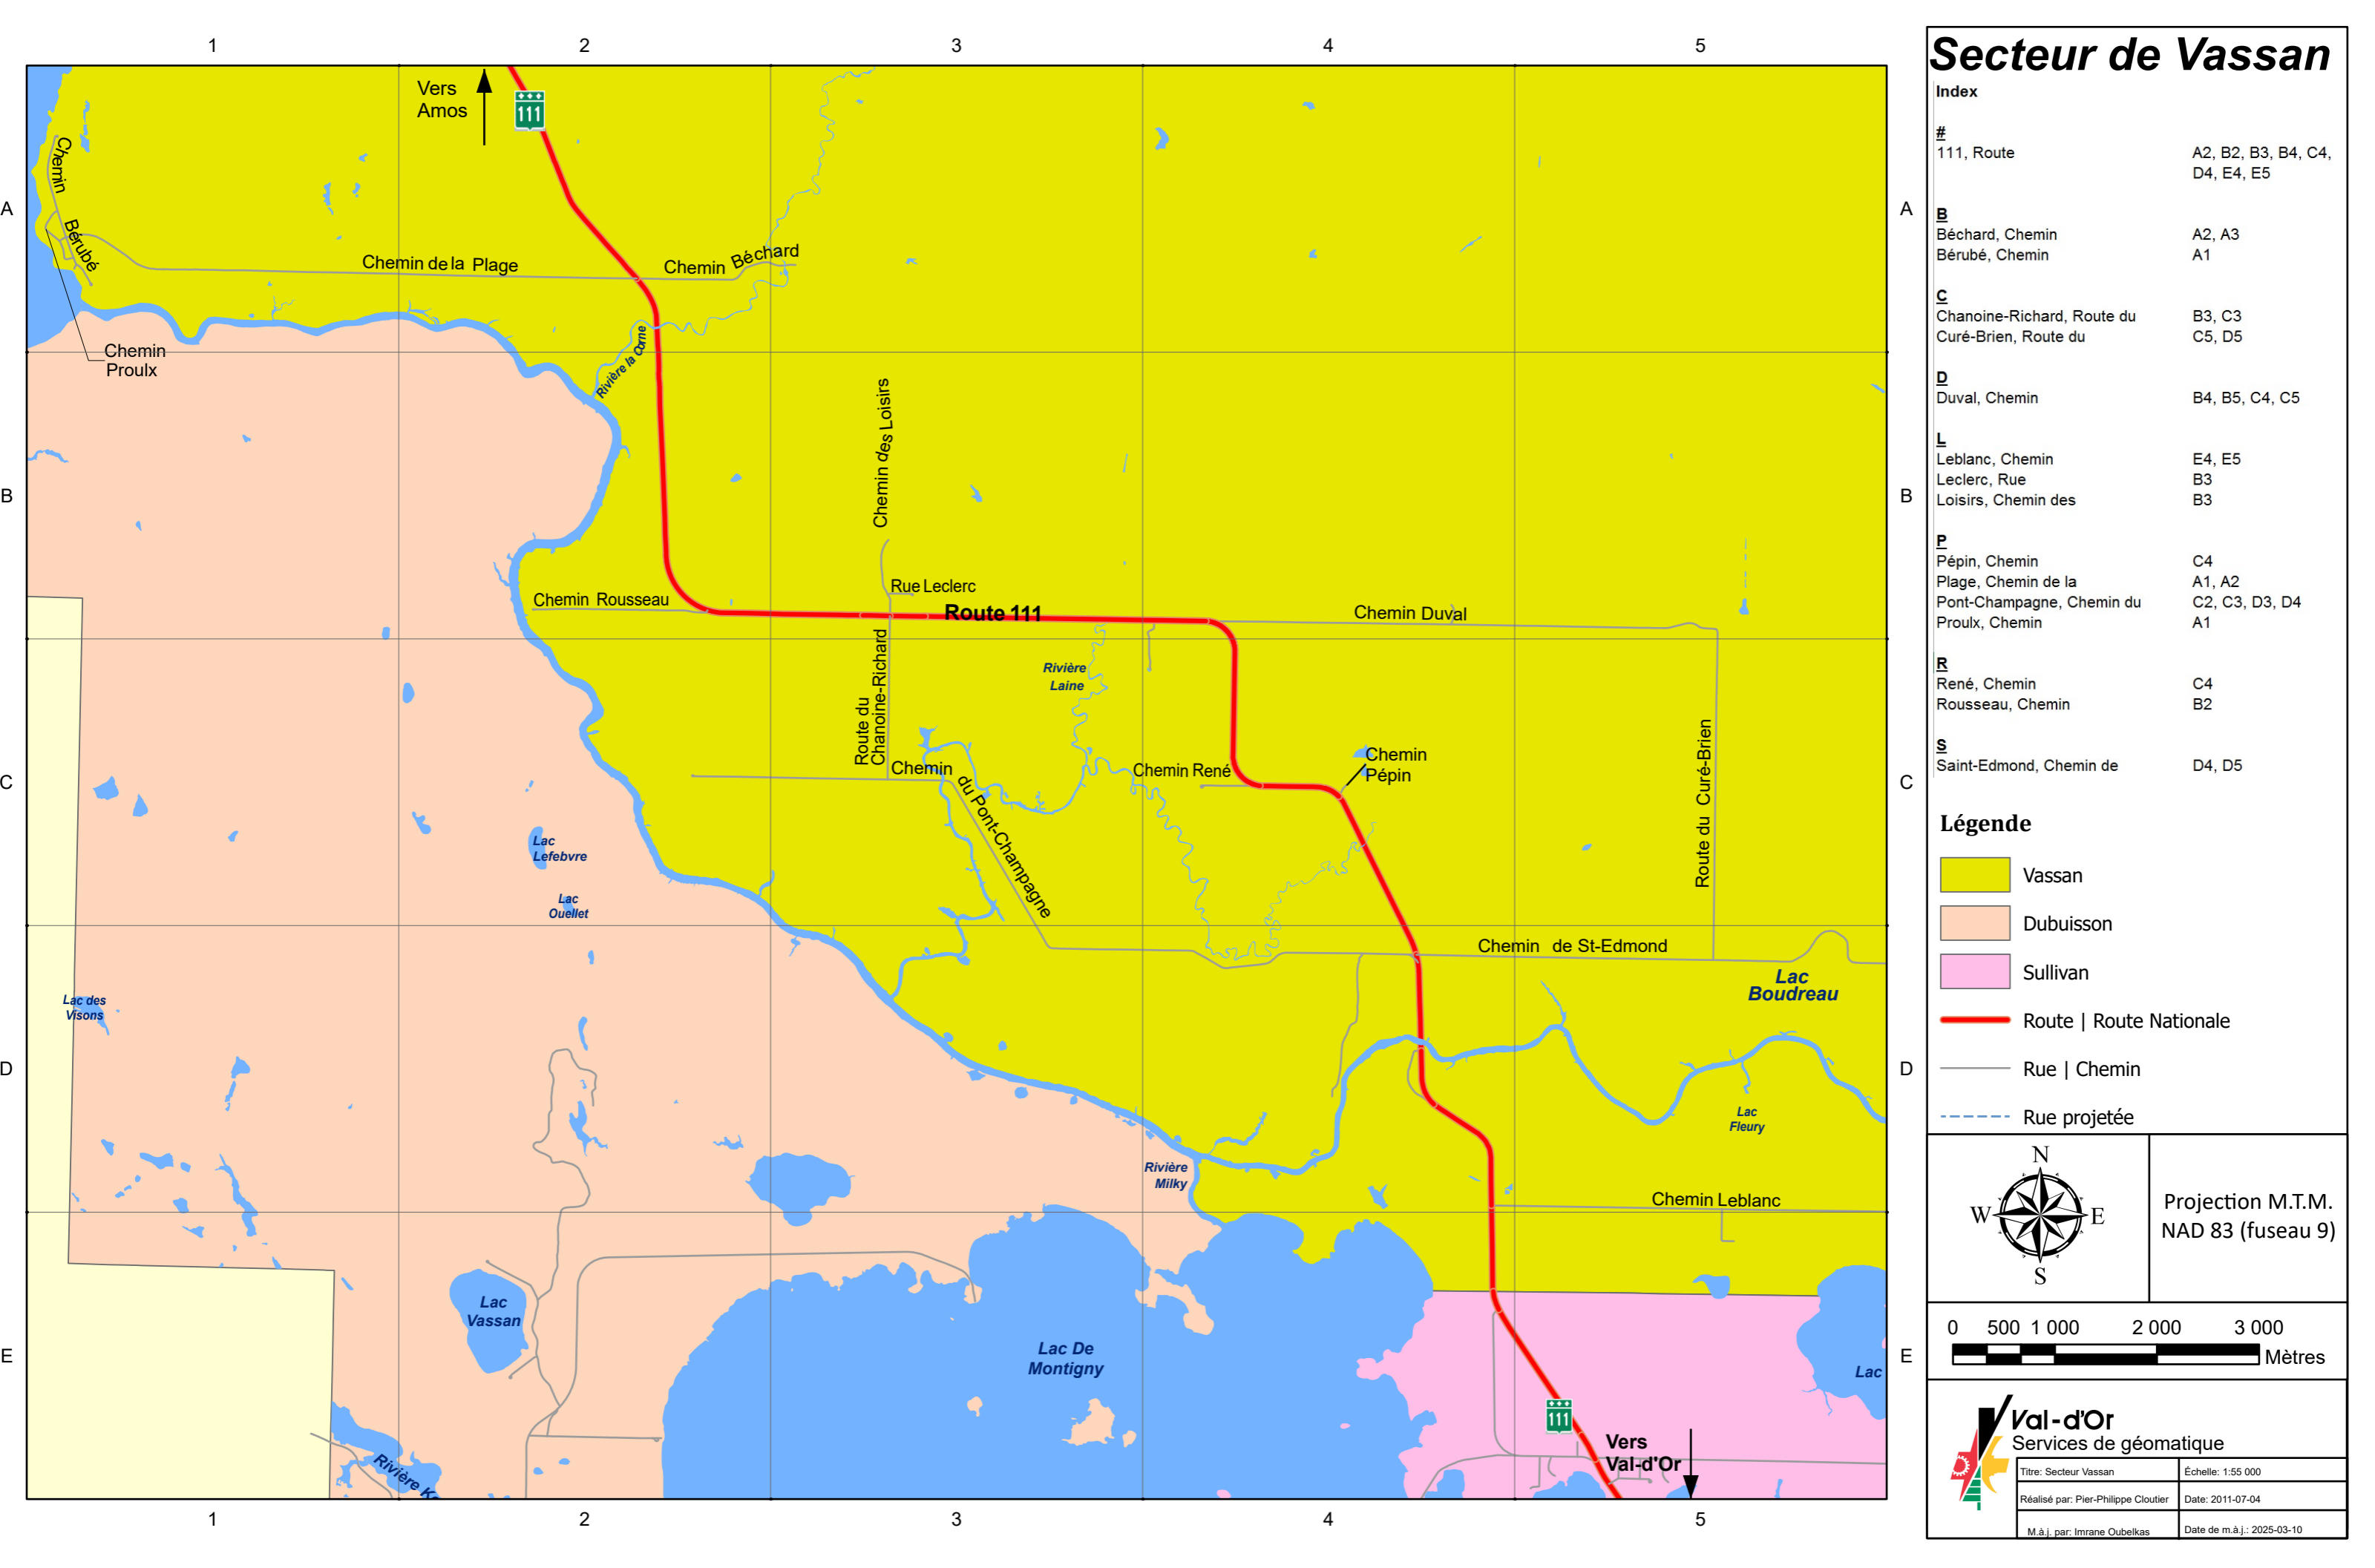 1 2 3 4 5
Secteur de Vassan
Index
#
111, Route A2, B2, B3, B4, C4,
D4, E4, E5
B
Béchard, Chemin A2, A3
Bérubé, Chemin A1
C
Chanoine-Richard, Route du B3, C3
Curé-Brien, Route du C5, D5
D
Duval, Chemin B4, B5, C4, C5
L
Leblanc, Chemin E4, E5
Leclerc, Rue B3
Loisirs, Chemin des B3
P
Pépin, Chemin C4
Plage, Chemin de la A1, A2
Pont-Champagne, Chemin du C2, C3, D3, D4
Proulx, Chemin A1
R
René, Chemin C4
Rousseau, Chemin B2
S
Saint-Edmond, Chemin de D4, D5
Légende
Vassan
Dubuisson
Sullivan
Route | Route Nationale
Rue | Chemin
Rue projetée
N
W E
S
Projection M.T.M.
NAD 83 (fuseau 9)
0 500 1 000 2 000 3 000
Mètres
Val-d'Or
Services de géomatique
Titre: Secteur Vassan
Échelle: 1:55 000
Réalisé par: Pier-Philippe Cloutier
Date: 2011-07-04
M.à.j. par: Imrane Oubelkas
Date de m.à.j.: 2025-03-10
Vers
Amos
111
A A
Chemin Bérubé
Chemin de la Plage
Chemin Béchard
Chemin
Proulx
Rivière la Corne
B B
Chemin des Loisirs
Rue Leclerc
Chemin Rousseau
Route 111
Chemin Duval
Route du
Chanoine-Richard
Rivière
Laine
C C
Chemin du Pont-Champagne
Chemin René
Chemin
Pépin
Route du Curé-Brien
Lac
Lefebvre
Lac
Ouellet
Chemin de St-Edmond
Lac
Boudreau
Lac des
Visons
D D
Lac
Fleury
Rivière
Milky
Chemin Leblanc
Lac
Vassan
Lac De
Montigny
E E
Lac
111
Vers
Val-d'Or
Rivière K
1 2 3 4 5